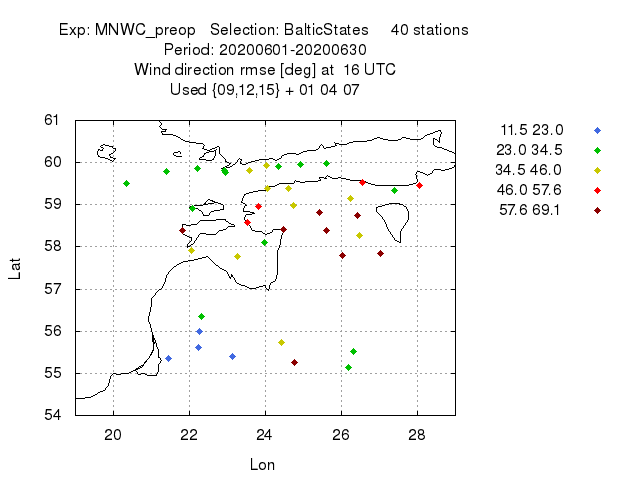 Exp: MNWC_preop   Selection: BalticStates     40 stations
Period: 20200601-20200630
Wind direction rmse [deg] at  16 UTC
Used {09,12,15} + 01 04 07
61
60
59
58
57
56
55
54
Lat
20 22 24 26 28
Lon
11.5 23.0
23.0 34.5
34.5 46.0
46.0 57.6
57.6 69.1